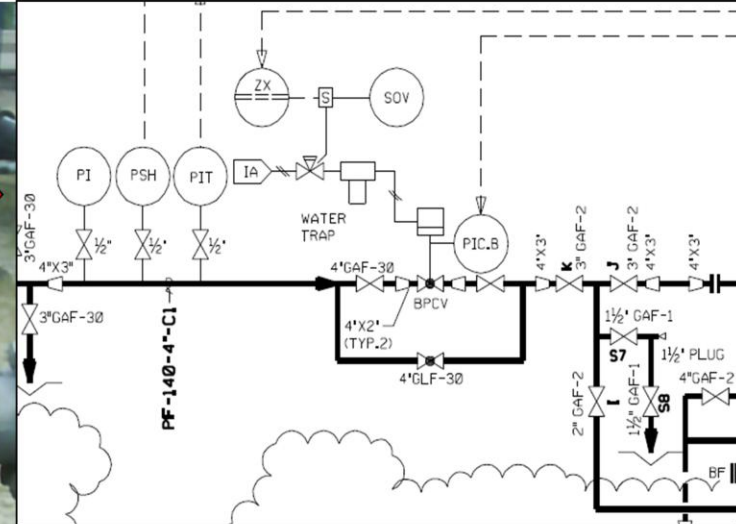 ZX
S
SOV
PI
PSH
PIT
IA
WATER
TRAP
PIC.B
3"GAF-30
½"
½"
½"
4"X3"
4"GAF-30
BPCV
4"X2"
(TYP.2)
4"X3"
K
3" GAF-2
J
3" GAF-2
4"X3"
4"X3"
3"GAF-30
PF-140-4"-C1
4"GLF-30
1½" GAF-1
S7
1½" PLUG
2" GAF-2
I
1½" GAF-1
S8
4"GAF-2
BF